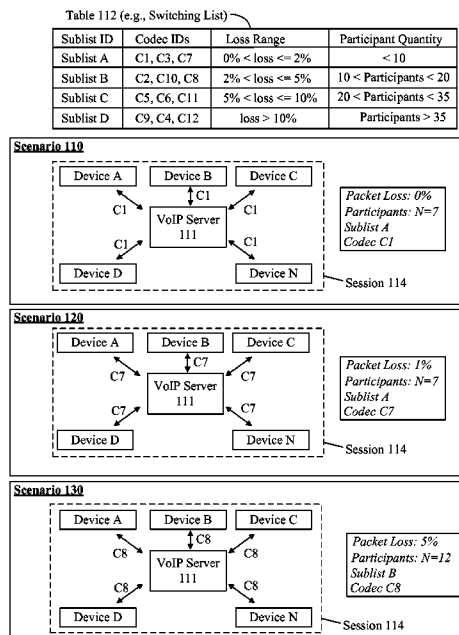 Table 112 (e.g., Switching List)
Sublist ID Codec IDs Loss Range Participant Quantity
Sublist A C1, C3, C7 0% < loss <= 2% < 10
Sublist B C2, C10, C8 2% < loss <= 5% 10 < Participants < 20
Sublist C C5, C6, C11 5% < loss <= 10% 20 < Participants < 35
Sublist D C9, C4, C12 loss > 10% Participants > 35
Scenario 110
Device A Device B Device C
C1 C1 C1
VoIP Server
111
C1 C1
Device D Device N
Packet Loss: 0%
Participants: N=7
Sublist A
Codec C1
Session 114
Scenario 120
Device A Device B Device C
C7 C7 C7
VoIP Server
111
C7 C7
Device D Device N
Packet Loss: 1%
Participants: N=7
Sublist A
Codec C7
Session 114
Scenario 130
Device A Device B Device C
C8 C8 C8
VoIP Server
111
C8 C8
Device D Device N
Packet Loss: 5%
Participants: N=12
Sublist B
Codec C8
Session 114